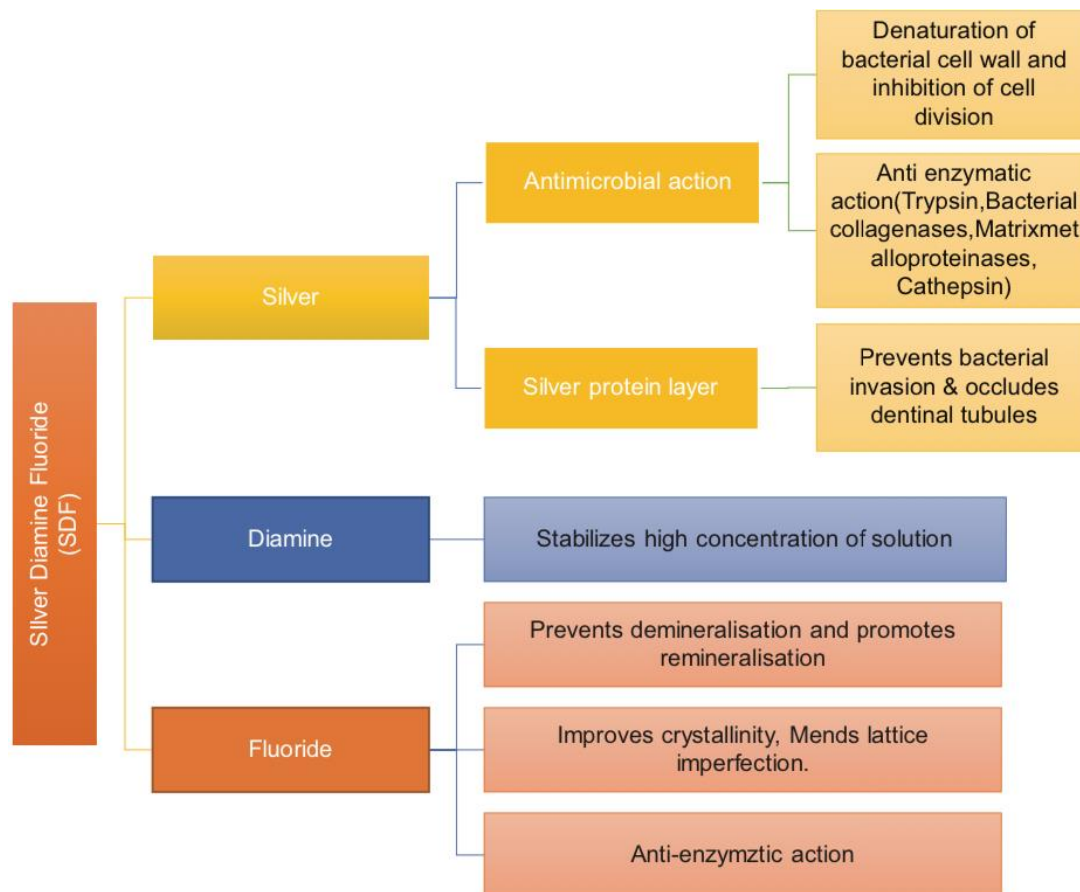 SIlver Diamine Fluoride
(SDF)
Silver
Antimicrobial action
Denaturation of
bacterial cell wall and
inhibition of cell
division
Anti enzymatic
action(Trypsin,Bacterial
collagenases,Matrixmet
alloproteinases,
Cathepsin)
Silver protein layer
Prevents bacterial
invasion & occludes
dentinal tubules
Diamine
Stabilizes high concentration of solution
Fluoride
Prevents demineralisation and promotes
remineralisation
Improves crystallinity, Mends lattice
imperfection.
Anti-enzymztic action